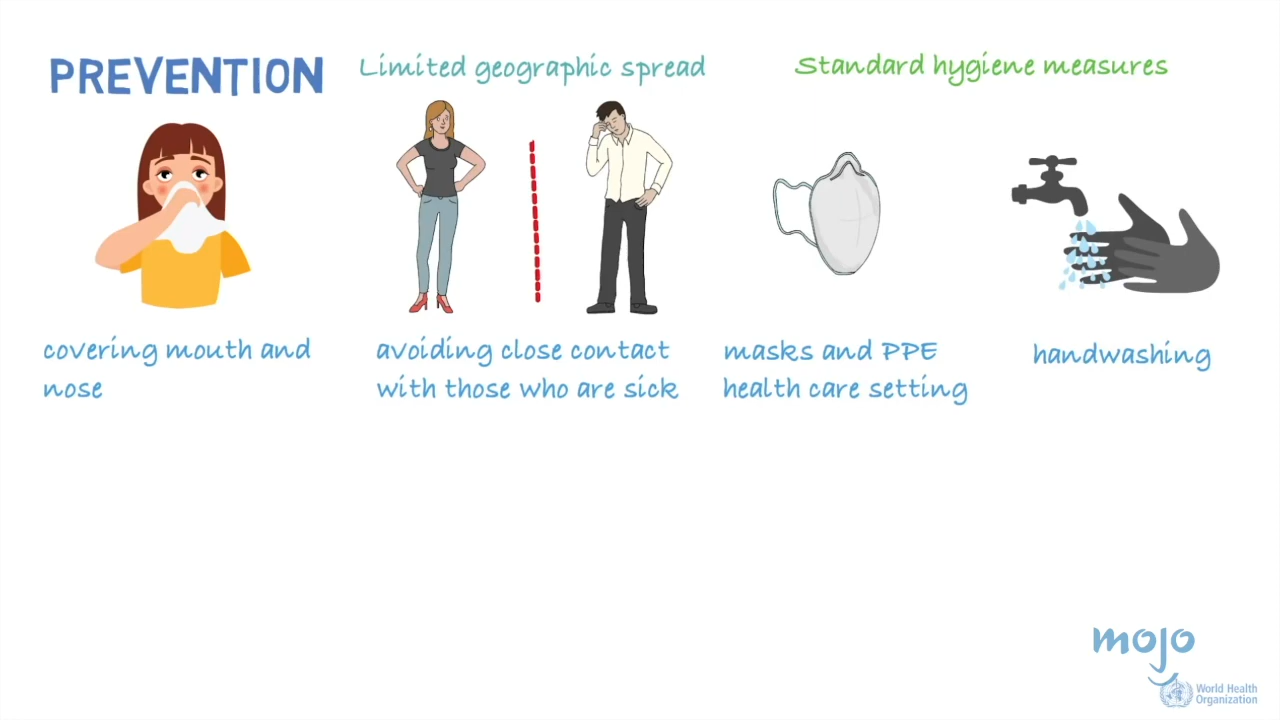 PREVENTION
Limited geographic spread
Standard hygiene measures
covering mouth and
nose
avoiding close contact
with those who are sick
masks and PPE
health care setting
handwashing
mojo
World Health
Organization